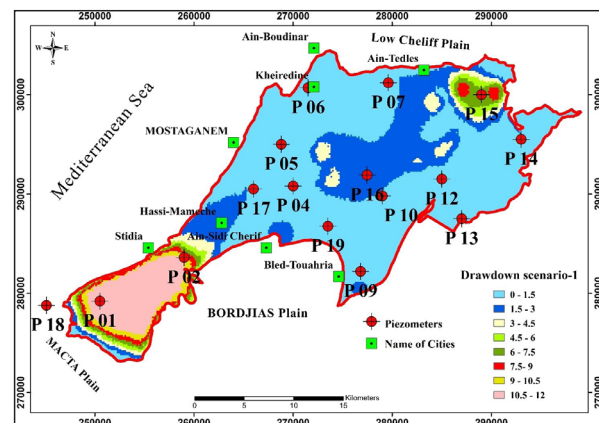 250000 260000 270000 280000 290000
Ain-Boudinar
Low Cheliff Plain
N
W E
S
Ain-Tedles
Kheiredine
300000
300000
P 06
P 07
P 15
Mediterranean Sea
MOSTAGANEM
P 05
P 14
290000
290000
P 17
P 04
P 16
P 10
P 12
Hassi-Mameche
P 13
Stidia
Ain-Sidi Cherif
P 19
Bled-Touahria
P 02
P 09
280000
280000
P 18
P 01
BORDJIAS Plain
MACTA Plain
Piezometers
Name of Cities
Drawdown scenario-1
0 - 1.5
1.5 - 3
3 - 4.5
4.5 - 6
6 - 7.5
7.5- 9
9 - 10.5
10.5 - 12
270000
270000
Kilometers
0 5 10 15
250000 260000 270000 280000 290000